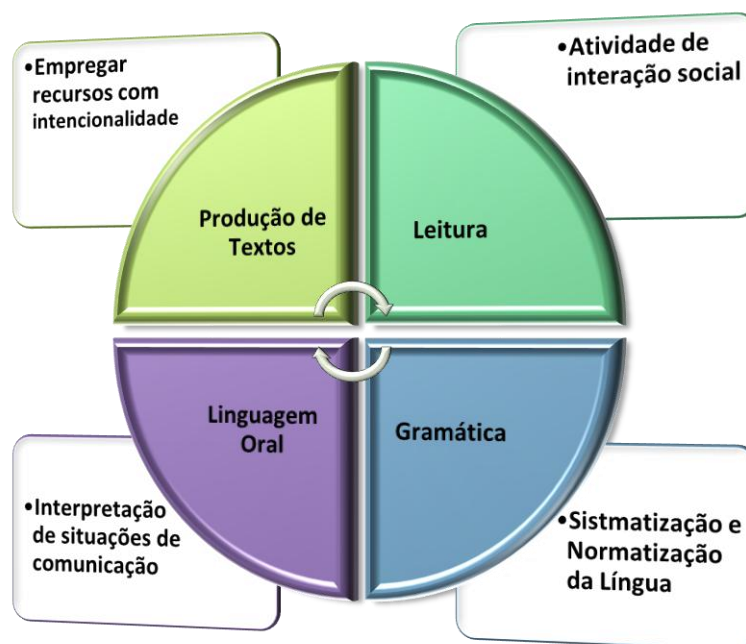 •Empregar
recursos com
intencionalidade
•Atividade de
interação social
Produção de
Textos
Leitura
Linguagem
Oral
Gramática
•Interpretação
de situações de
comunicação
•Sistmatização e
Normatização
da Língua